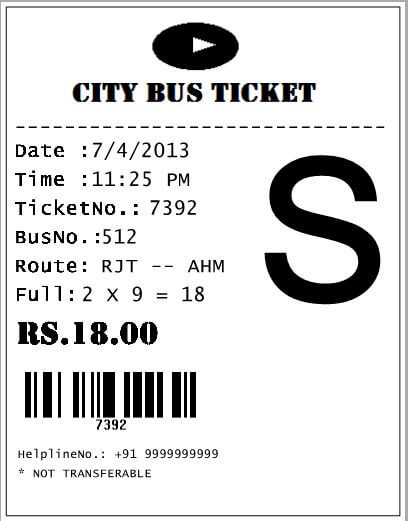 CITY BUS TICKET
Date :7/4/2013
Time :11:25 PM
TicketNo.: 7392
BusNo.:512
Route: RJT -- AHM
Full: 2 X 9 = 18
S
RS.18.00
7392
HelplineNo.: +91 9999999999
* NOT TRANSFERABLE